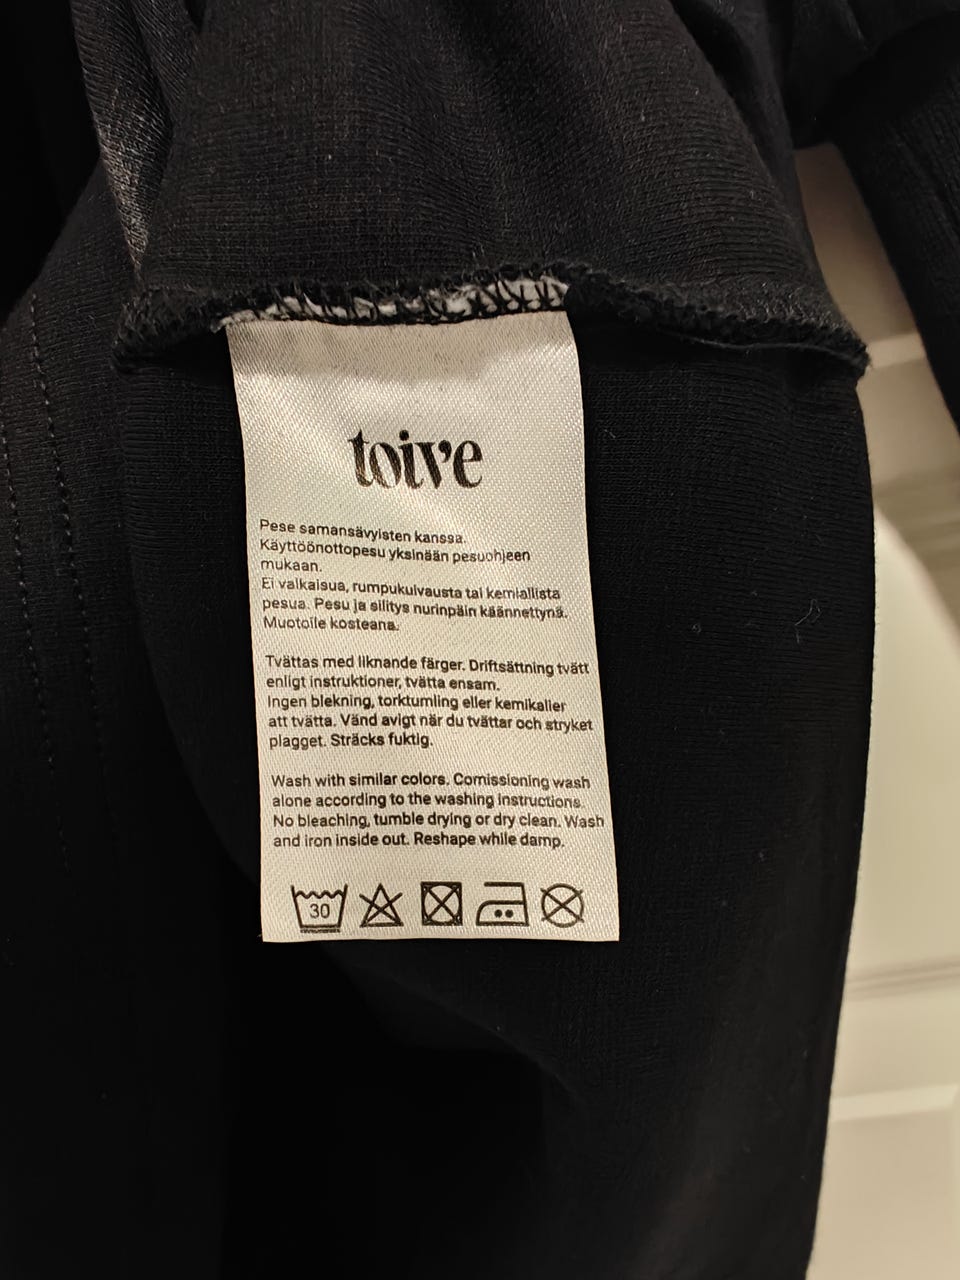 toive
Pese samansävyisten kanssa.
Käyttöönottopesu yksinään pesuohjeen
mukaan.
Ei valkaisua, rumpukuivausta tai kemiallista
pesua. Pesu ja silitys nurinpäin käännettynä.
Muotoile kosteana.
Tvättas med liknande färger. Driftsättning tvätt
enligt instruktioner, tvätta ensam.
Ingen blekning, torktumling eller kemikalier
att tvätta. Vänd avigt när du tvättar och stryket
plagget. Sträcks fuktig.
Wash with similar colors. Comissioning wash
alone according to the washing instructions.
No bleaching, tumble drying or dry clean. Wash
and iron inside out. Reshape while damp.
30